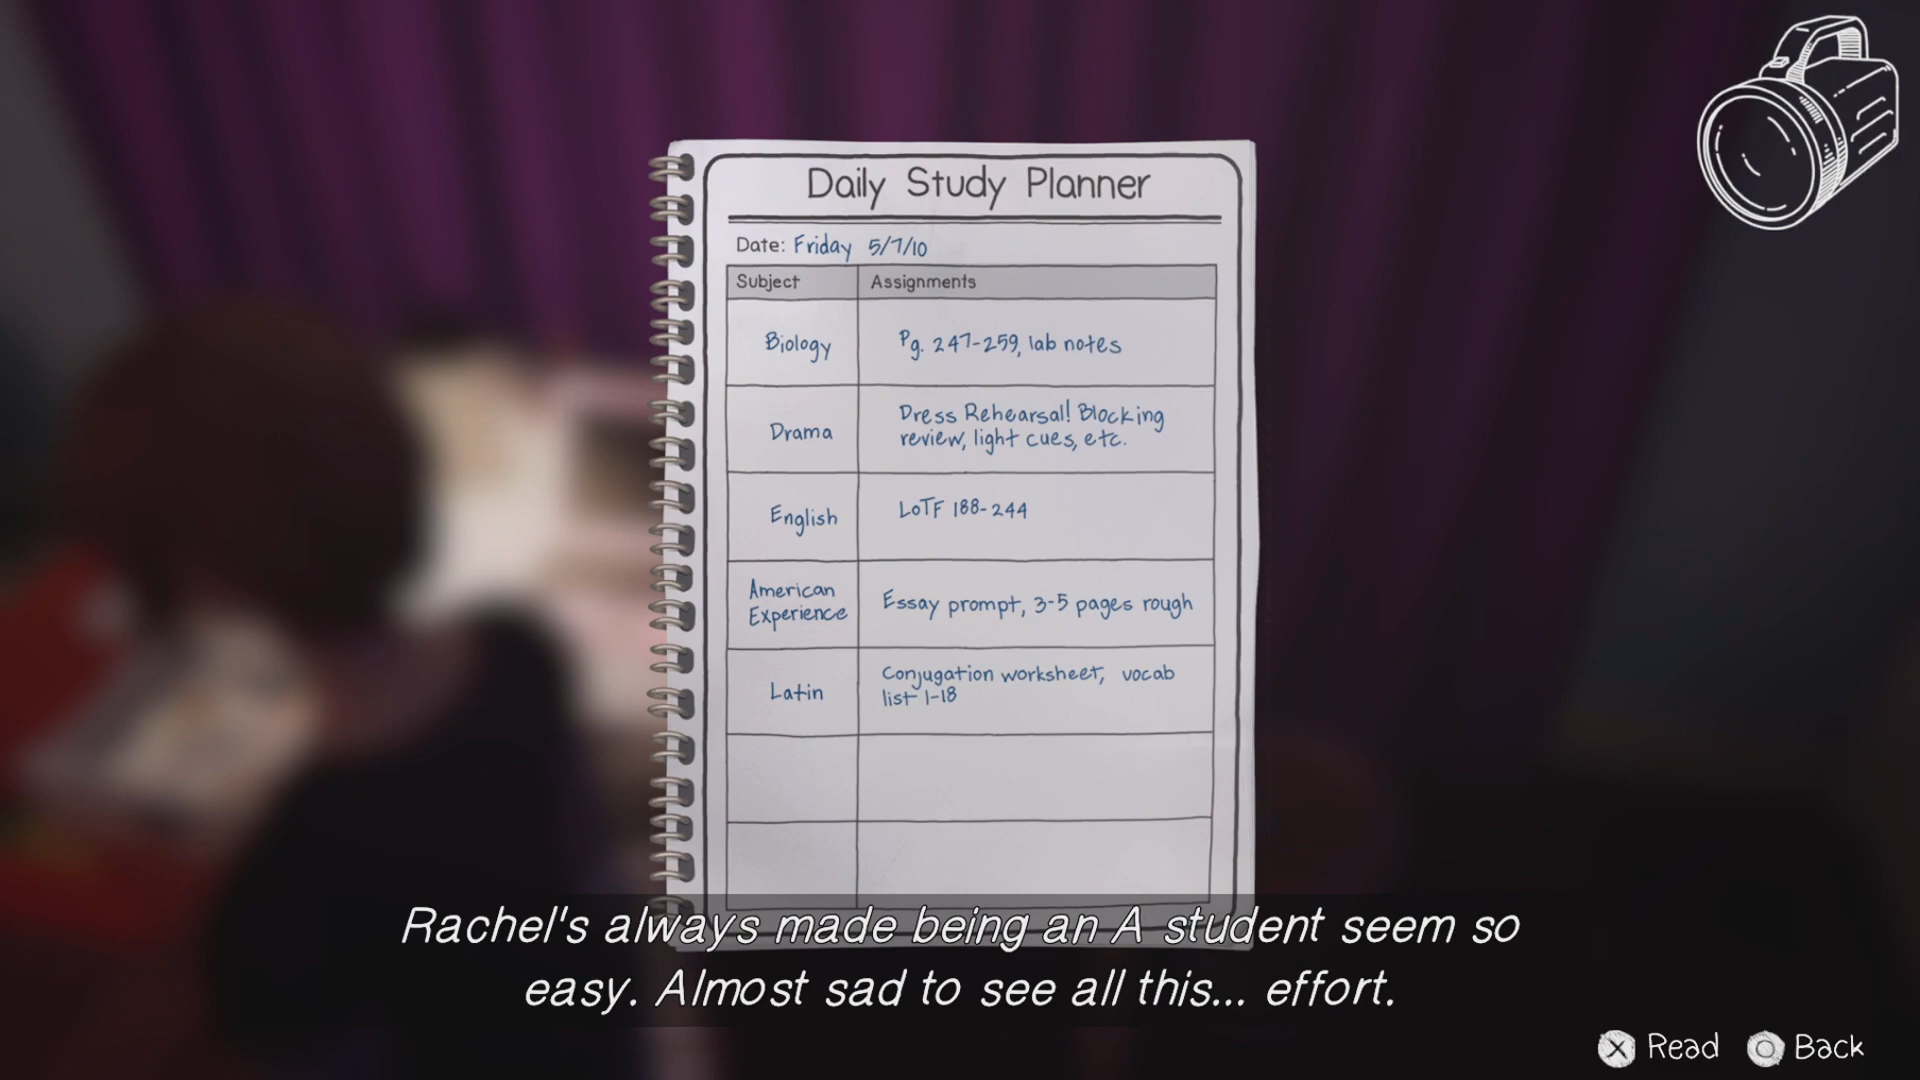 Daily Study Planner
Date: Friday 5/7/10
Subject Assignments
Biology Pg. 247-259, lab notes
Drama Dress Rehearsal! Blocking
review, light cues, etc.
English LoTF 188-244
American
Experience Essay prompt, 3-5 pages rough
Latin Conjugation worksheet, vocab
list 1-18
Rachel's always made being an A student seem so
easy. Almost sad to see all this... effort.
Read Back